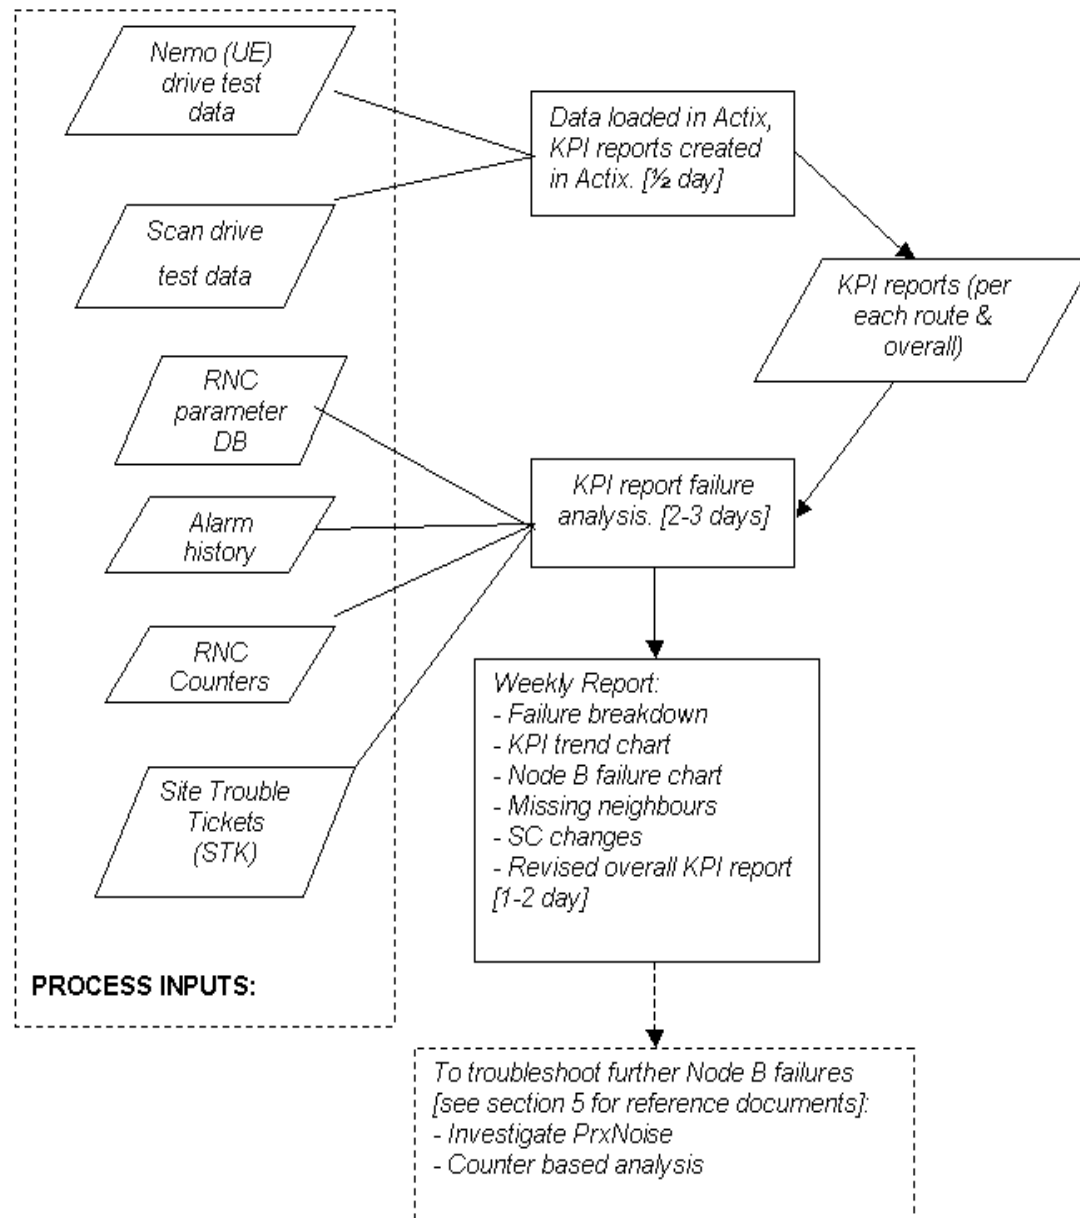 Nemo (UE)
drive test
data
Scan drive
test data
RNC
parameter
DB
Alarm
history
RNC
Counters
Site Trouble
Tickets
(STK)
PROCESS INPUTS:
Data loaded in Actix,
KPI reports created
in Actix. [½ day]
KPI reports (per
each route &
overall)
KPI report failure
analysis. [2-3 days]
Weekly Report:
- Failure breakdown
- KPI trend chart
- Node B failure chart
- Missing neighbours
- SC changes
- Revised overall KPI report
[1-2 day]
To troubleshoot further Node B failures
[see section 5 for reference documents]:
- Investigate PrxNoise
- Counter based analysis